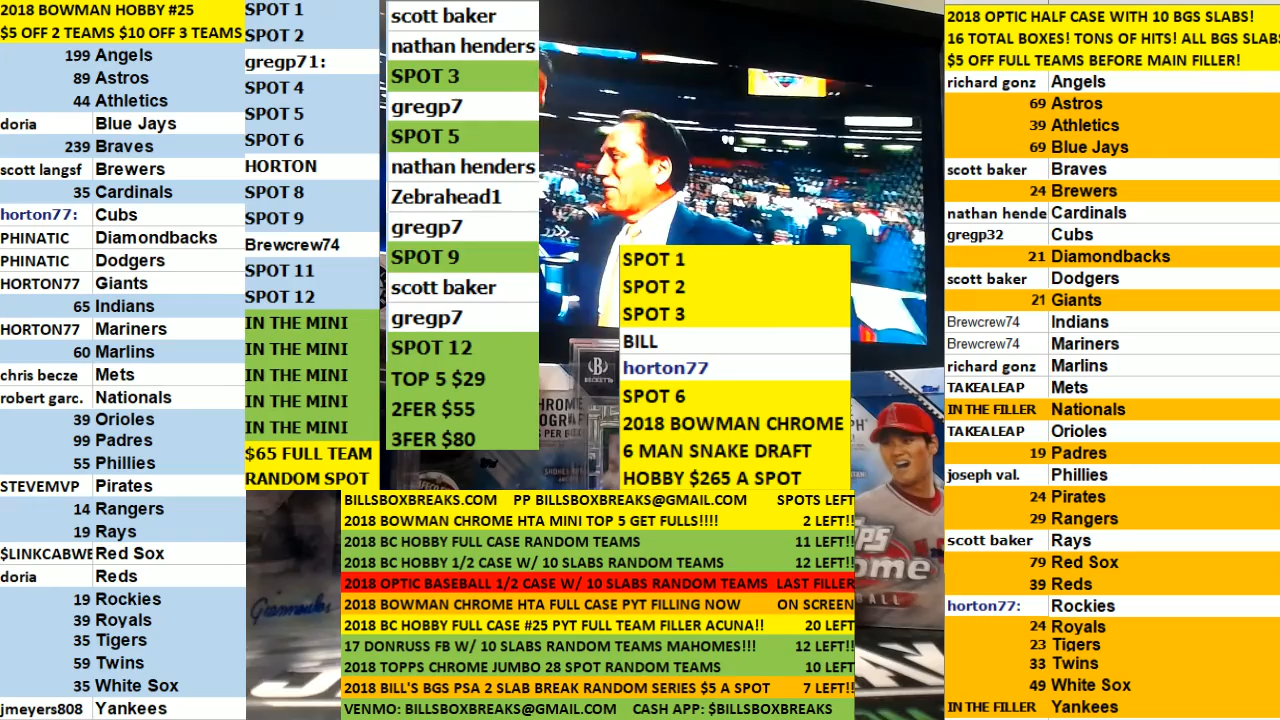 2018 BOWMAN HOBBY #25
$5 OFF 2 TEAMS $10 OFF 3 TEAMS
199 Angels
89 Astros
44 Athletics
doria Blue Jays
239 Braves
scott langsf Brewers
35 Cardinals
horton77: Cubs
PHINATIC Diamondbacks
PHINATIC Dodgers
HORTON77 Giants
65 Indians
HORTON77 Mariners
60 Marlins
chris becze Mets
robert garc. Nationals
39 Orioles
99 Padres
55 Phillies
STEVEMVP Pirates
14 Rangers
19 Rays
$LINKCABWE Red Sox
doria Reds
19 Rockies
39 Royals
35 Tigers
59 Twins
35 White Sox
jmeyers808 Yankees
SPOT 1
SPOT 2
gregp71:
SPOT 4
SPOT 5
SPOT 6
HORTON
SPOT 8
SPOT 9
Brewcrew74
SPOT 11
SPOT 12
IN THE MINI
IN THE MINI
IN THE MINI
IN THE MINI
IN THE MINI
$65 FULL TEAM
RANDOM SPOT
scott baker
nathan henders
SPOT 3
gregp7
SPOT 5
nathan henders
Zebrahead1
gregp7
SPOT 9
scott baker
gregp7
SPOT 12
TOP 5 $29
2FER $55
3FER $80
SPOT 1
SPOT 2
SPOT 3
BILL
horton77
SPOT 6
2018 BOWMAN CHROME
6 MAN SNAKE DRAFT
HOBBY $265 A SPOT
BILLSBOXBREAKS.COM PP BILLSBOXBREAKS@GMAIL.COM SPOTS LEFT
2018 BOWMAN CHROME HTA MINI TOP 5 GET FULLS!!!! 2 LEFT!!
2018 BC HOBBY FULL CASE RANDOM TEAMS 11 LEFT!!
2018 BC HOBBY 1/2 CASE W/ 10 SLABS RANDOM TEAMS 12 LEFT!!
2018 OPTIC BASEBALL 1/2 CASE W/ 10 SLABS RANDOM TEAMS LAST FILLER
2018 BOWMAN CHROME HTA FULL CASE PYT FILLING NOW ON SCREEN
2018 BC HOBBY FULL CASE #25 PYT FULL TEAM FILLER ACUNA!! 20 LEFT
17 DONRUSS FB W/ 10 SLABS RANDOM TEAMS MAHOMES!!! 12 LEFT!!
2018 TOPPS CHROME JUMBO 28 SPOT RANDOM TEAMS 10 LEFT
2018 BILL'S BGS PSA 2 SLAB BREAK RANDOM SERIES $5 A SPOT 7 LEFT!!
VENMO: BILLSBOXBREAKS@GMAIL.COM CASH APP: $BILLSBOXBREAKS
2018 OPTIC HALF CASE WITH 10 BGS SLABS!
16 TOTAL BOXES! TONS OF HITS! ALL BGS SLABS
$5 OFF FULL TEAMS BEFORE MAIN FILLER!
richard gonz Angels
69 Astros
39 Athletics
69 Blue Jays
scott baker Braves
24 Brewers
nathan hende Cardinals
gregp32 Cubs
21 Diamondbacks
scott baker Dodgers
21 Giants
Brewcrew74 Indians
Brewcrew74 Mariners
richard gonz Marlins
TAKEALEAP Mets
IN THE FILLER Nationals
TAKEALEAP Orioles
19 Padres
joseph val. Phillies
24 Pirates
29 Rangers
scott baker Rays
79 Red Sox
39 Reds
horton77: Rockies
24 Royals
23 Tigers
33 Twins
49 White Sox
IN THE FILLER Yankees